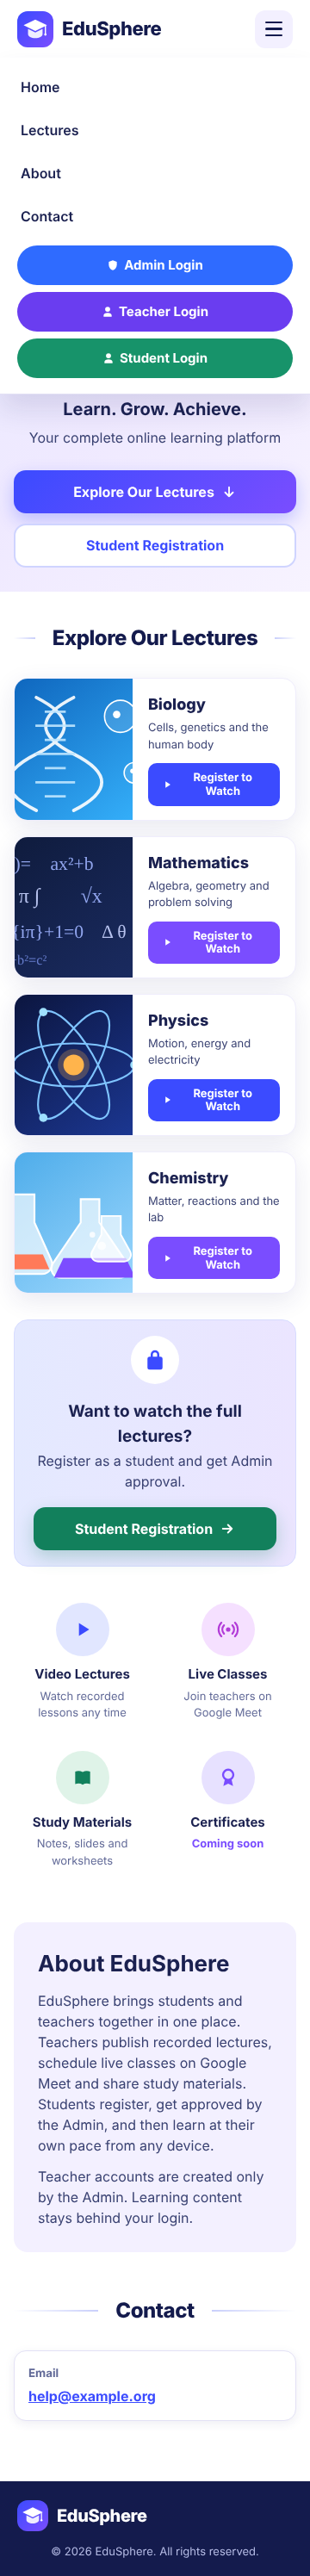 EduSphere
Home
Lectures
About
Contact
Admin Login
Teacher Login
Student Login
Learn. Grow. Achieve.
Your complete online learning platform
Explore Our Lectures ↓
Student Registration
Explore Our Lectures
Biology
Cells, genetics and the
human body
Register to
Watch
)= ax²+b
π ∫ √x
{iπ}+1=0 Δ θ
b²=c²
Mathematics
Algebra, geometry and
problem solving
Register to
Watch
Physics
Motion, energy and
electricity
Register to
Watch
Chemistry
Matter, reactions and the
lab
Register to
Watch
Want to watch the full
lectures?
Register as a student and get Admin
approval.
Student Registration →
Video Lectures
Watch recorded
lessons any time
Live Classes
Join teachers on
Google Meet
Study Materials
Notes, slides and
worksheets
Certificates
Coming soon
About EduSphere
EduSphere brings students and
teachers together in one place.
Teachers publish recorded lectures,
schedule live classes on Google
Meet and share study materials.
Students register, get approved by
the Admin, and then learn at their
own pace from any device.
Teacher accounts are created only
by the Admin. Learning content
stays behind your login.
Contact
Email
help@example.org
EduSphere
© 2026 EduSphere. All rights reserved.